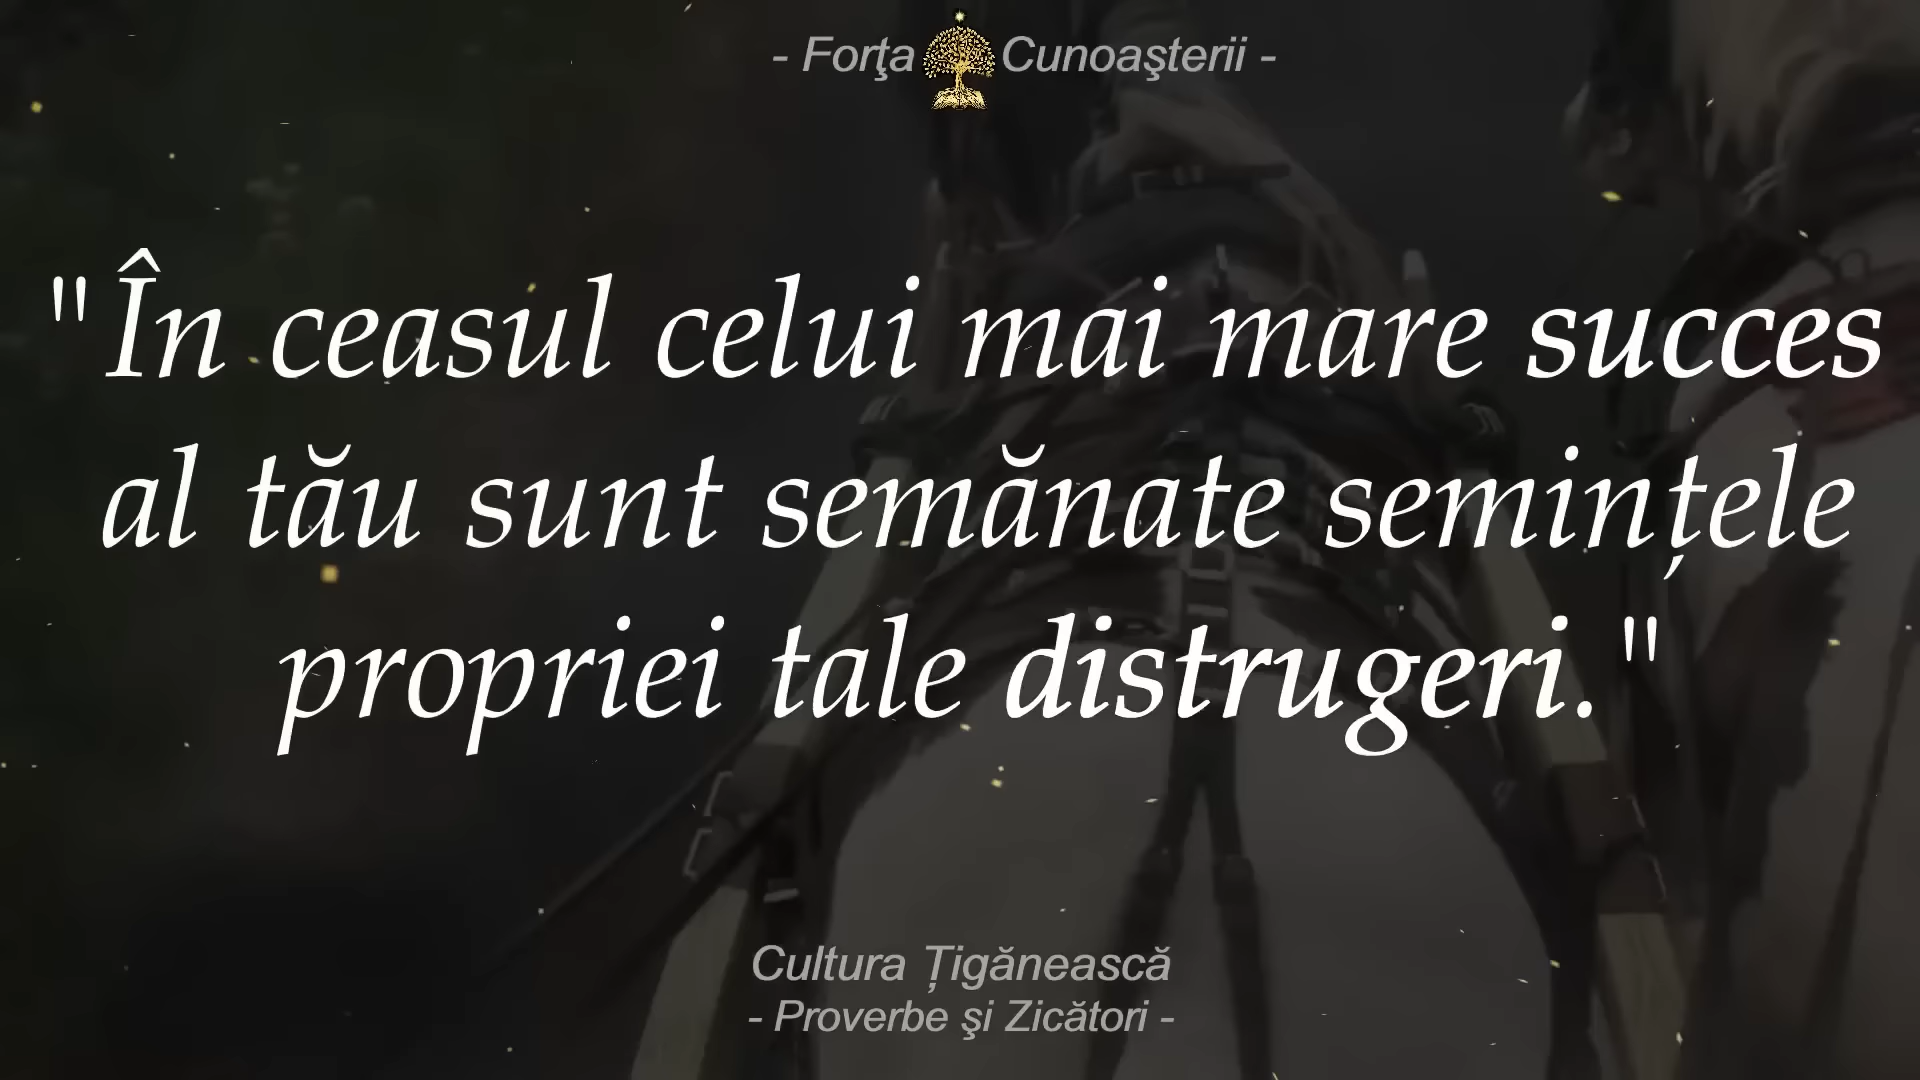 - Forţa Cunoaşterii -
"În ceasul celui mai mare succes
al tău sunt semănate semințele
propriei tale distrugeri."
Cultura Țigănească
- Proverbe şi Zicători -